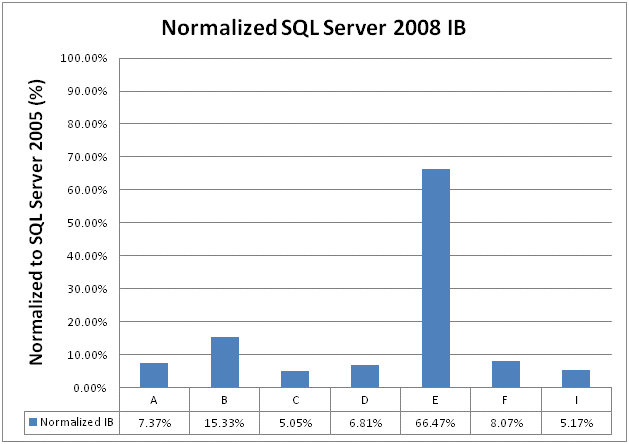 Normalized SQL Server 2008 IB
Normalized to SQL Server 2005 (%)
100.00%
90.00%
80.00%
70.00%
60.00%
50.00%
40.00%
30.00%
20.00%
10.00%
0.00%
A B C D E F I
Normalized IB 7.37% 15.33% 5.05% 6.81% 66.47% 8.07% 5.17%